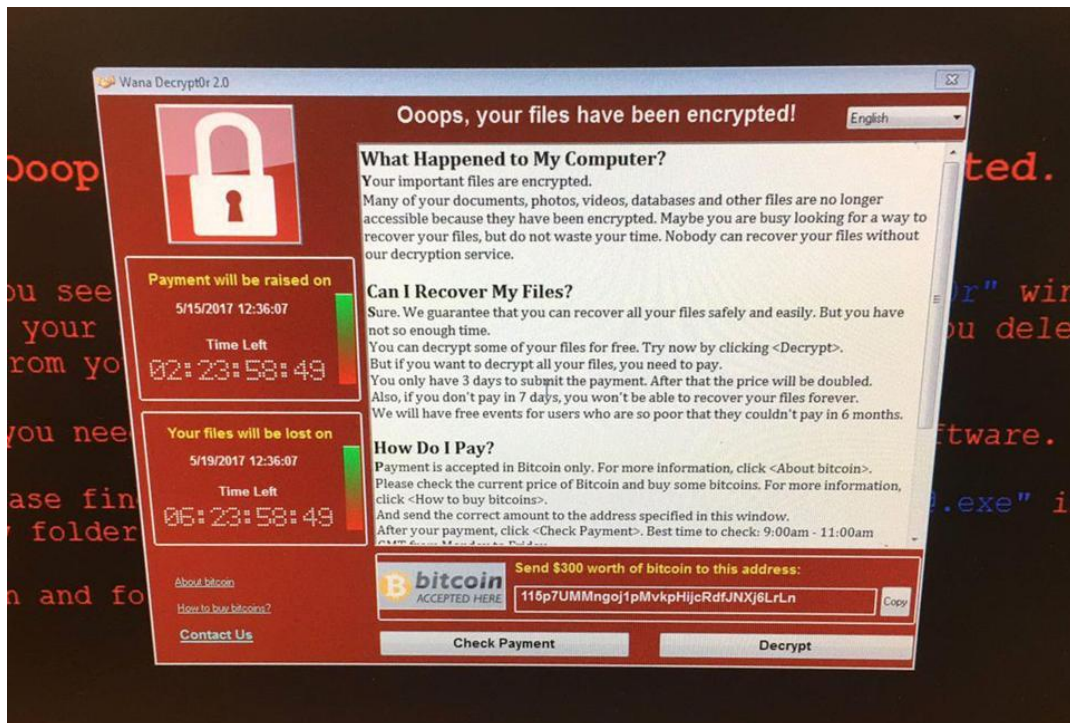 Wana Decrypt0r 2.0
Ooops, your files have been encrypted!
English
What Happened to My Computer?
Your important files are encrypted.
Many of your documents, photos, videos, databases and other files are no longer
accessible because they have been encrypted. Maybe you are busy looking for a way to
recover your files, but do not waste your time. Nobody can recover your files without
our decryption service.
Can I Recover My Files?
Sure. We guarantee that you can recover all your files safely and easily. But you have
not so enough time.
You can decrypt some of your files for free. Try now by clicking <Decrypt>.
But if you want to decrypt all your files, you need to pay.
You only have 3 days to submit the payment. After that the price will be doubled.
Also, if you don't pay in 7 days, you won't be able to recover your files forever.
We will have free events for users who are so poor that they couldn't pay in 6 months.
How Do I Pay?
Payment is accepted in Bitcoin only. For more information, click <About bitcoin>.
Please check the current price of Bitcoin and buy some bitcoins. For more information,
click <How to buy bitcoins>.
And send the correct amount to the address specified in this window.
After your payment, click <Check Payment>. Best time to check: 9:00am - 11:00am
GMT from Monday to Friday
Payment will be raised on
5/15/2017 12:36:07
Time Left
02:23:58:49
Your files will be lost on
5/19/2017 12:36:07
Time Left
06:23:58:49
About bitcoin
How to buy bitcoins?
Contact Us
bitcoin
ACCEPTED HERE
Send $300 worth of bitcoin to this address:
115p7UMMngoj1pMvkpHijcRdfJNXj6LrLn
Copy
Check Payment
Decrypt
Ooop
ted.
ou see
0r" win
your
ou dele
rom yo
you nee
ftware.
ase fin
.exe" i
folder
n and fo